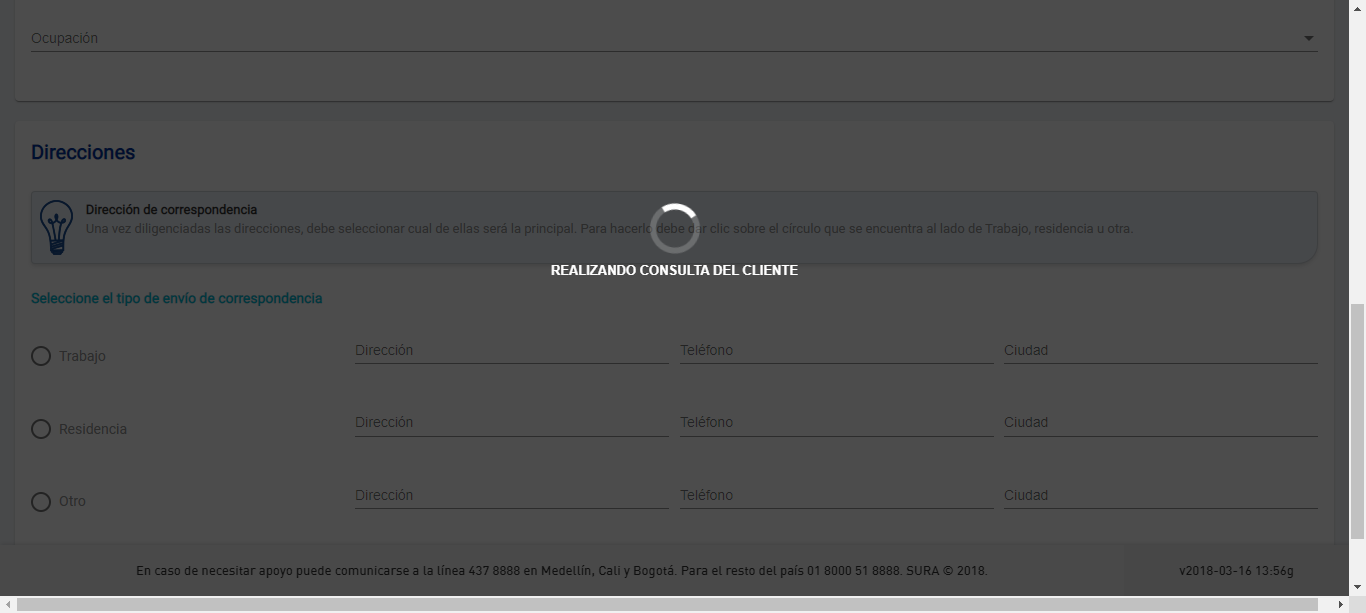 Ocupación
Direcciones
Dirección de correspondencia
Una vez diligenciadas las direcciones, debe seleccionar cual de ellas será la principal. Para hacerlo debe dar clic sobre el círculo que se encuentra al lado de Trabajo, residencia u otra.
REALIZANDO CONSULTA DEL CLIENTE
Seleccione el tipo de envío de correspondencia
Trabajo Dirección Teléfono Ciudad
Residencia Dirección Teléfono Ciudad
Otro Dirección Teléfono Ciudad
En caso de necesitar apoyo puede comunicarse a la línea 437 8888 en Medellín, Cali y Bogotá. Para el resto del país 01 8000 51 8888. SURA © 2018. v2018-03-16 13:56g